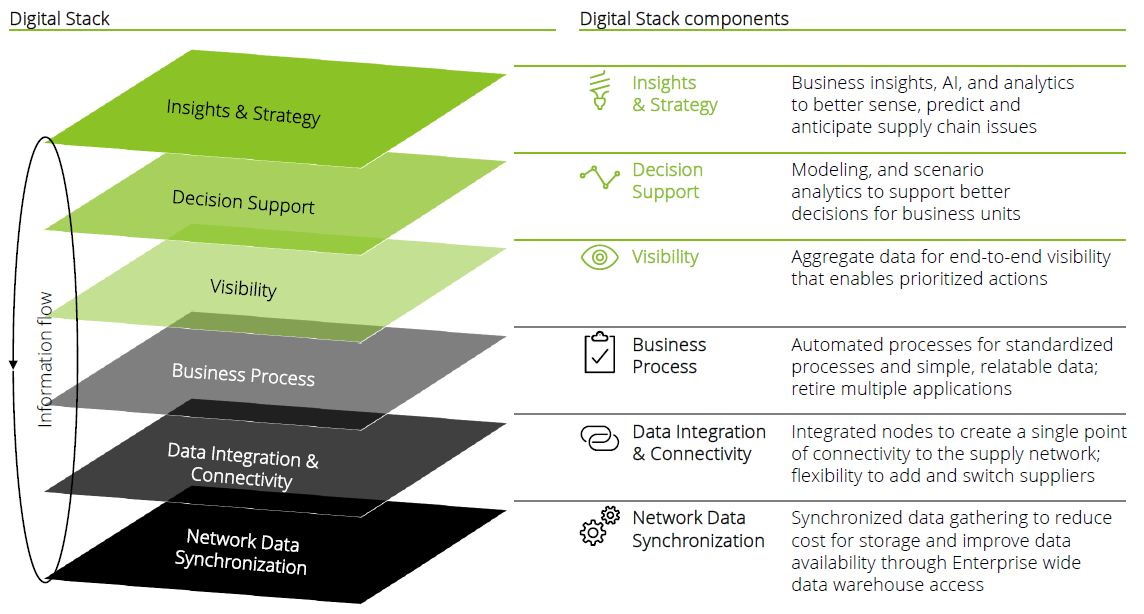 Digital Stack
Insights & Strategy
Decision Support
Visibility
Business Process
Data Integration &
Connectivity
Network Data
Synchronization
Information flow
Digital Stack components
Insights
& Strategy
Business insights, AI, and analytics
to better sense, predict and
anticipate supply chain issues
Decision
Support
Modeling, and scenario
analytics to support better
decisions for business units
Visibility
Aggregate data for end-to-end visibility
that enables prioritized actions
Business
Process
Automated processes for standardized
processes and simple, relatable data;
retire multiple applications
Data Integration
& Connectivity
Integrated nodes to create a single point
of connectivity to the supply network;
flexibility to add and switch suppliers
Network Data
Synchronization
Synchronized data gathering to reduce
cost for storage and improve data
availability through Enterprise wide
data warehouse access